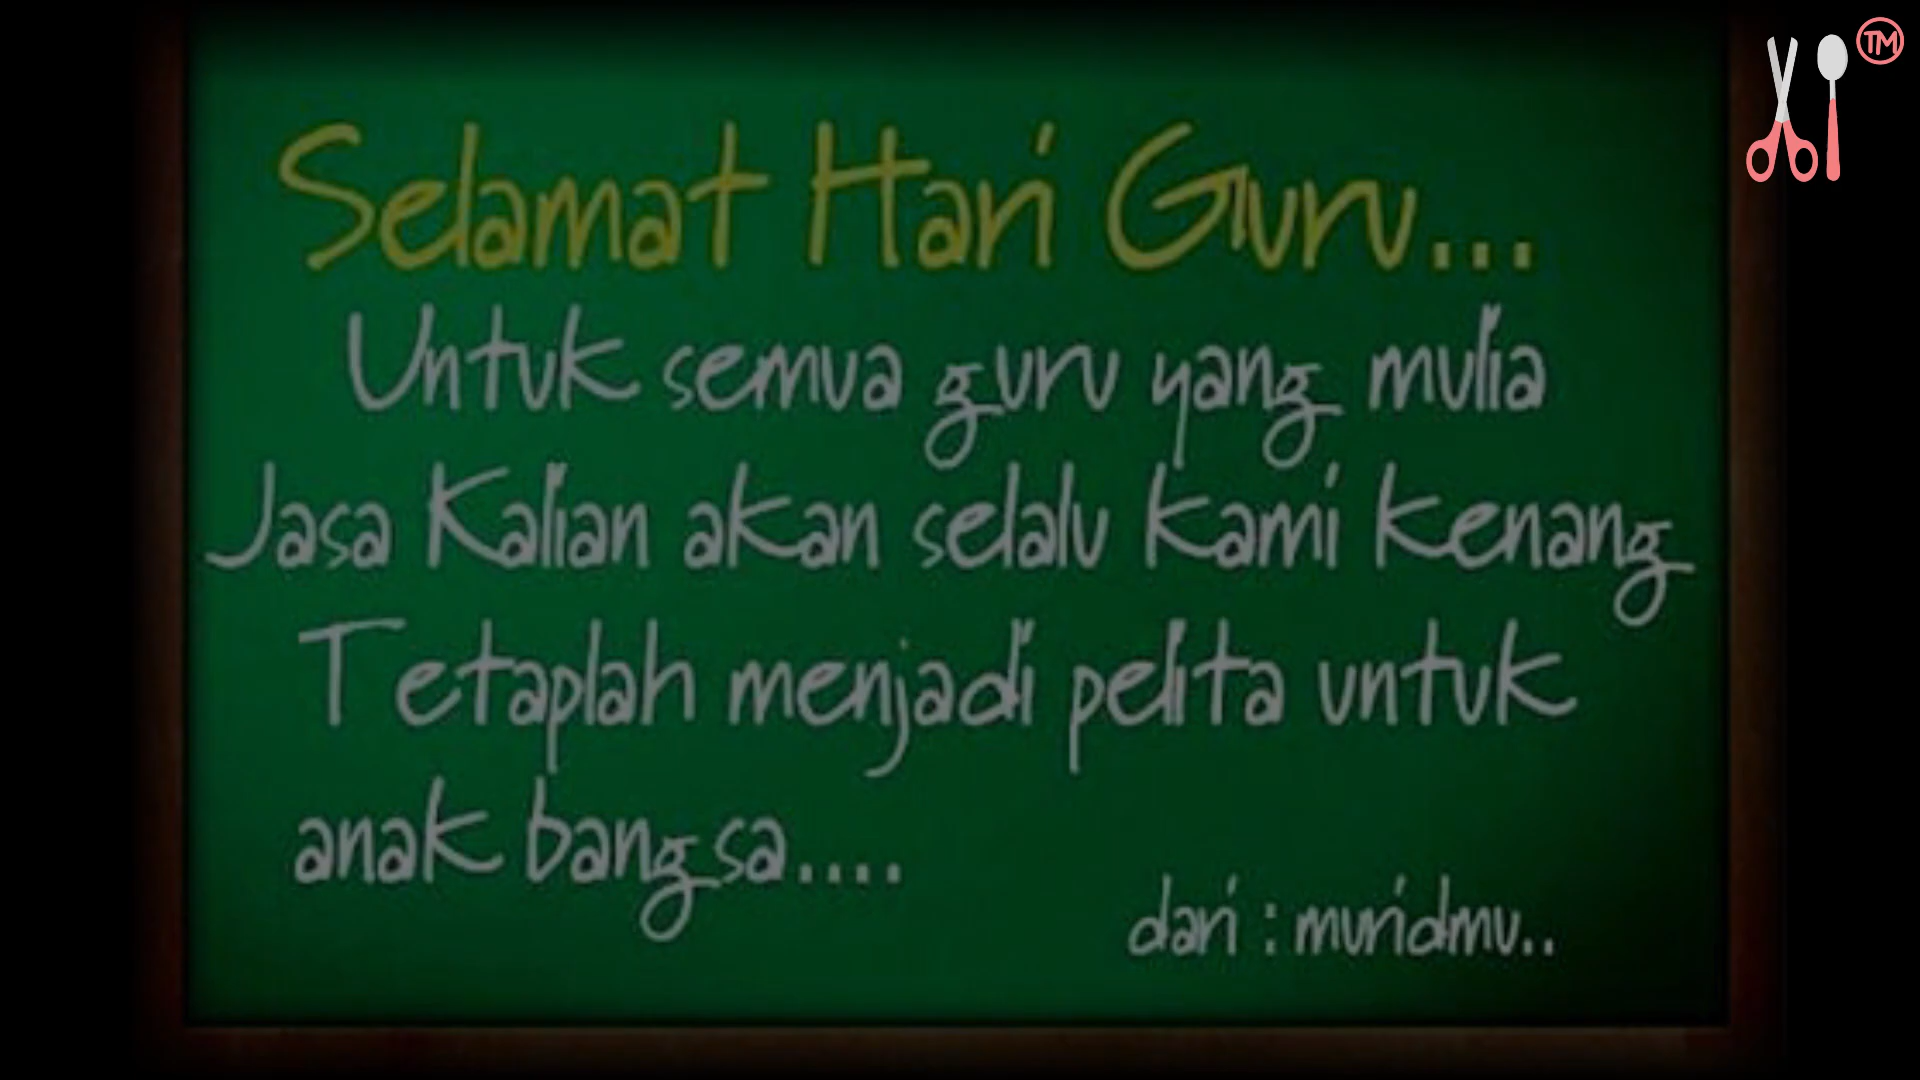 Selamat Hari Guru...
Untuk semua guru yang mulia
Jasa Kalian akan selalu kami kenang
Tetaplah menjadi pelita untuk
anak bangsa....
dari : muridmu..
TM